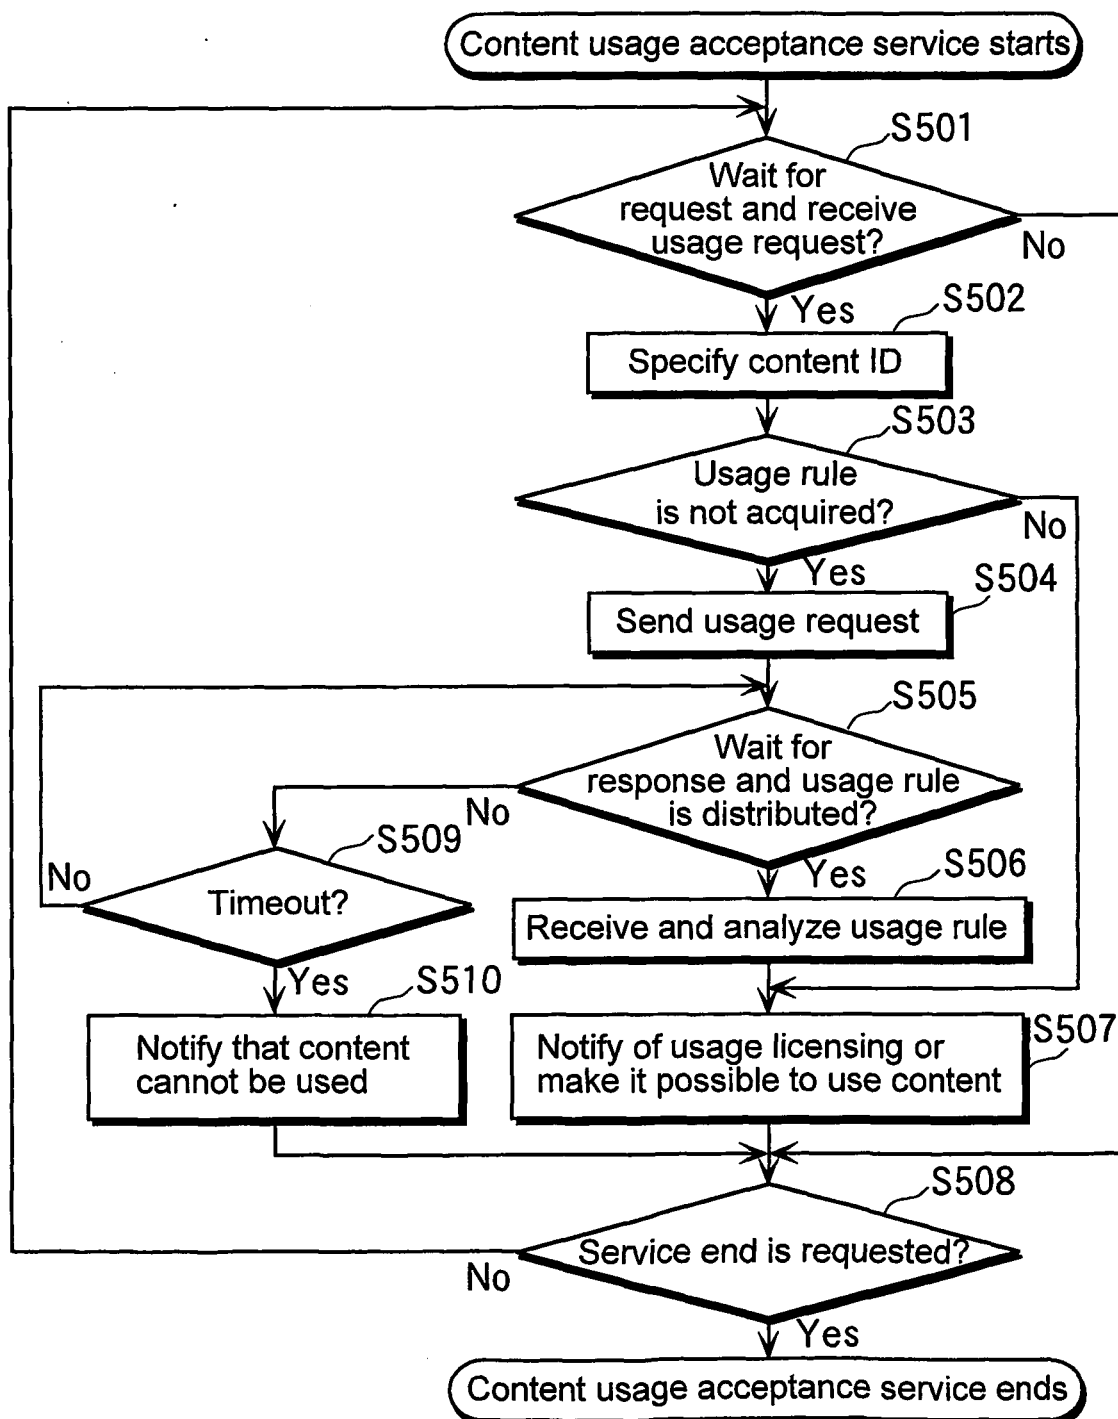 Content usage acceptance service starts
S501
Wait for
request and receive
usage request?
No
Yes
S502
Specify content ID
S503
Usage rule
is not acquired?
No
Yes
S504
Send usage request
S505
Wait for
response and usage rule
is distributed?
No
Yes
S509
Timeout?
No
Yes
S506
Receive and analyze usage rule
S510
Notify that content
cannot be used
S507
Notify of usage licensing or
make it possible to use content
S508
Service end is requested?
No
Yes
Content usage acceptance service ends